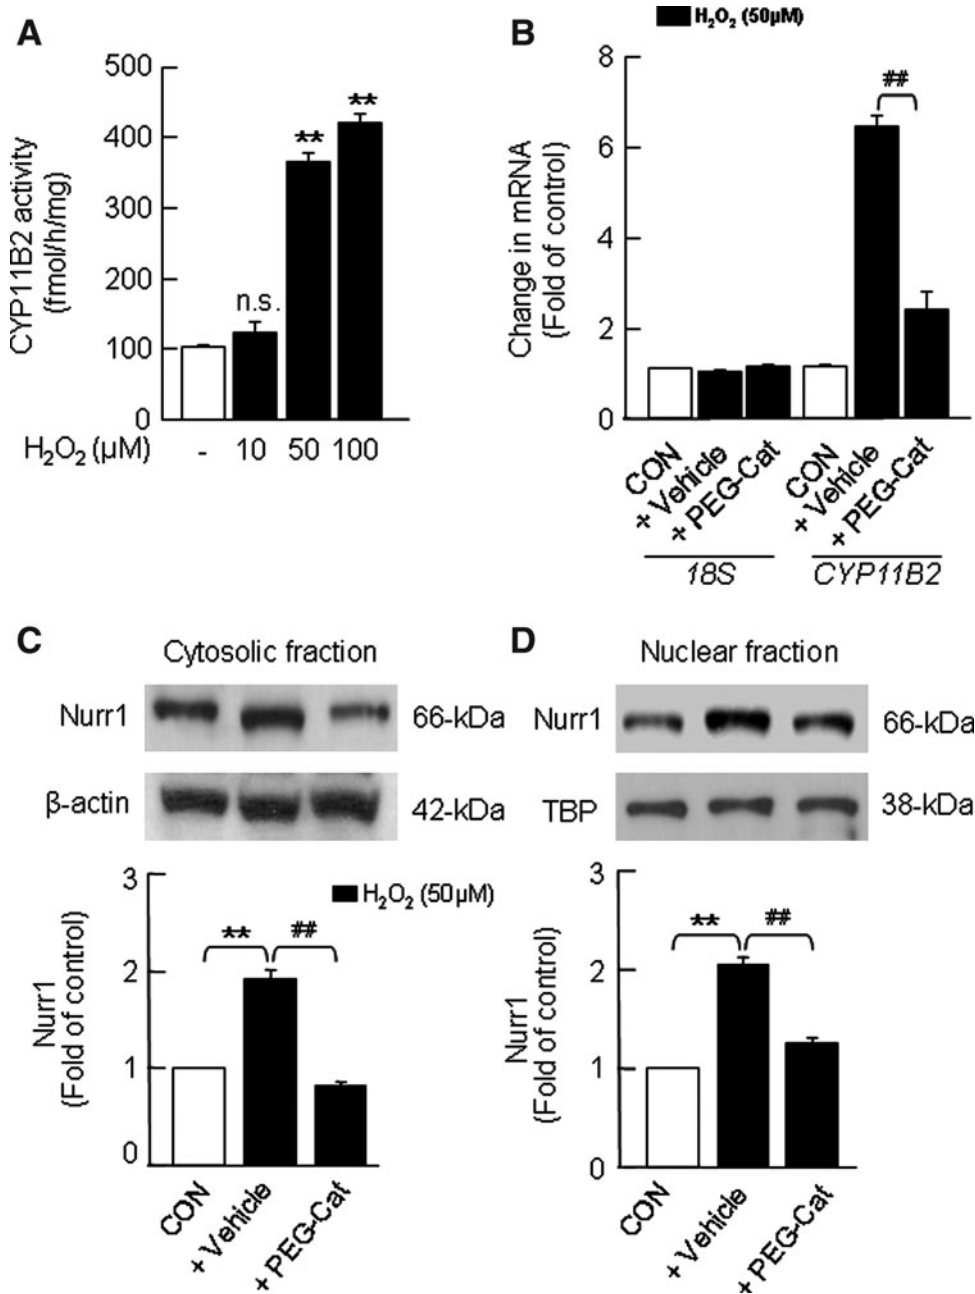 A
CYP11B2 activity
(fmol/h/mg)
500
400
300
200
100
0
n.s.
**
**
H₂O₂ (µM)
- 10 50 100
B
H₂O₂ (50µM)
Change in mRNA
(Fold of control)
8
6
4
2
0
##
CON
+ Vehicle
+ PEG-Cat
CON
+ Vehicle
+ PEG-Cat
18S
CYP11B2
C
Cytosolic fraction
Nurr1
66-kDa
β-actin
42-kDa
H₂O₂ (50µM)
Nurr1
(Fold of control)
3
2
1
0
**
##
CON
+ Vehicle
+ PEG-Cat
D
Nuclear fraction
Nurr1
66-kDa
TBP
38-kDa
Nurr1
(Fold of control)
3
2
1
0
**
##
CON
+ Vehicle
+ PEG-Cat